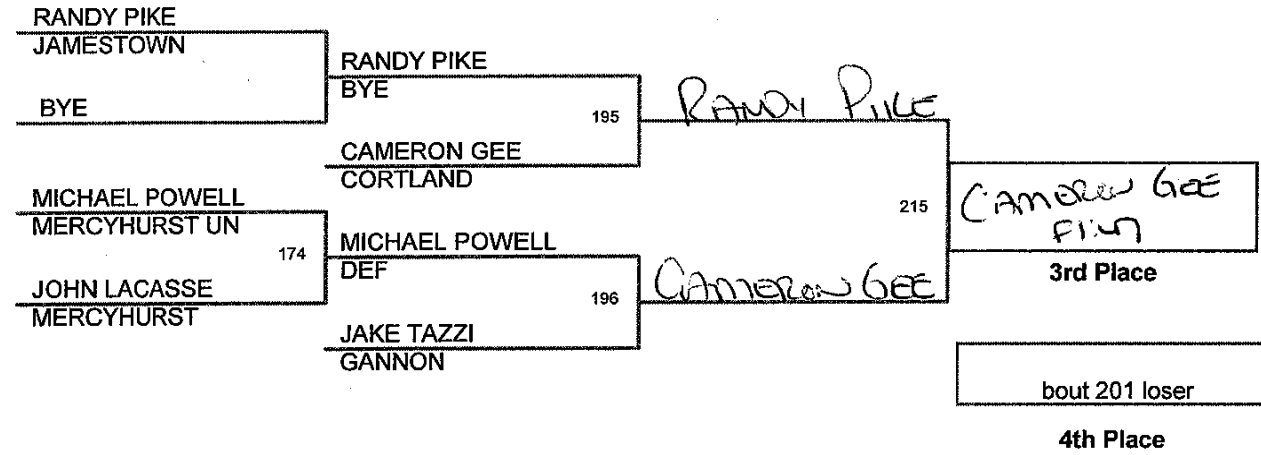 RANDY PIKE
JAMESTOWN
BYE
MICHAEL POWELL
MERCYHURST UN
174
JOHN LACASSE
MERCYHURST
RANDY PIKE
BYE
195
CAMERON GEE
CORTLAND
MICHAEL POWELL
DEF
196
JAKE TAZZI
GANNON
RANDY PIKE
215
CAMERON GEE
CAMERON GEE
3rd Place
bout 201 loser
4th Place